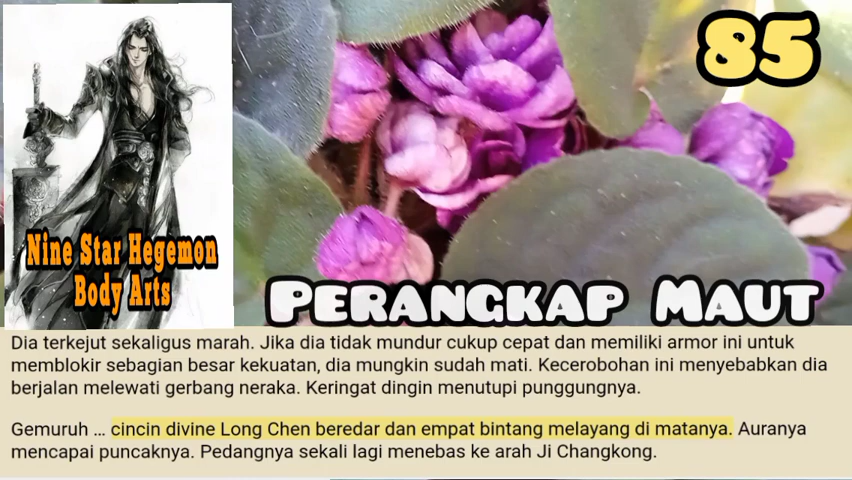 85
Nine Star Hegemon
Body Arts
PERANGKAP MAUT
Dia terkejut sekaligus marah. Jika dia tidak mundur cukup cepat dan memiliki armor ini untuk
memblokir sebagian besar kekuatan, dia mungkin sudah mati. Kecerobohan ini menyebabkan dia
berjalan melewati gerbang neraka. Keringat dingin menutupi punggungnya.
Gemuruh ... cincin divine Long Chen beredar dan empat bintang melayang di matanya. Auranya
mencapai puncaknya. Pedangnya sekali lagi menebas ke arah Ji Changkong.